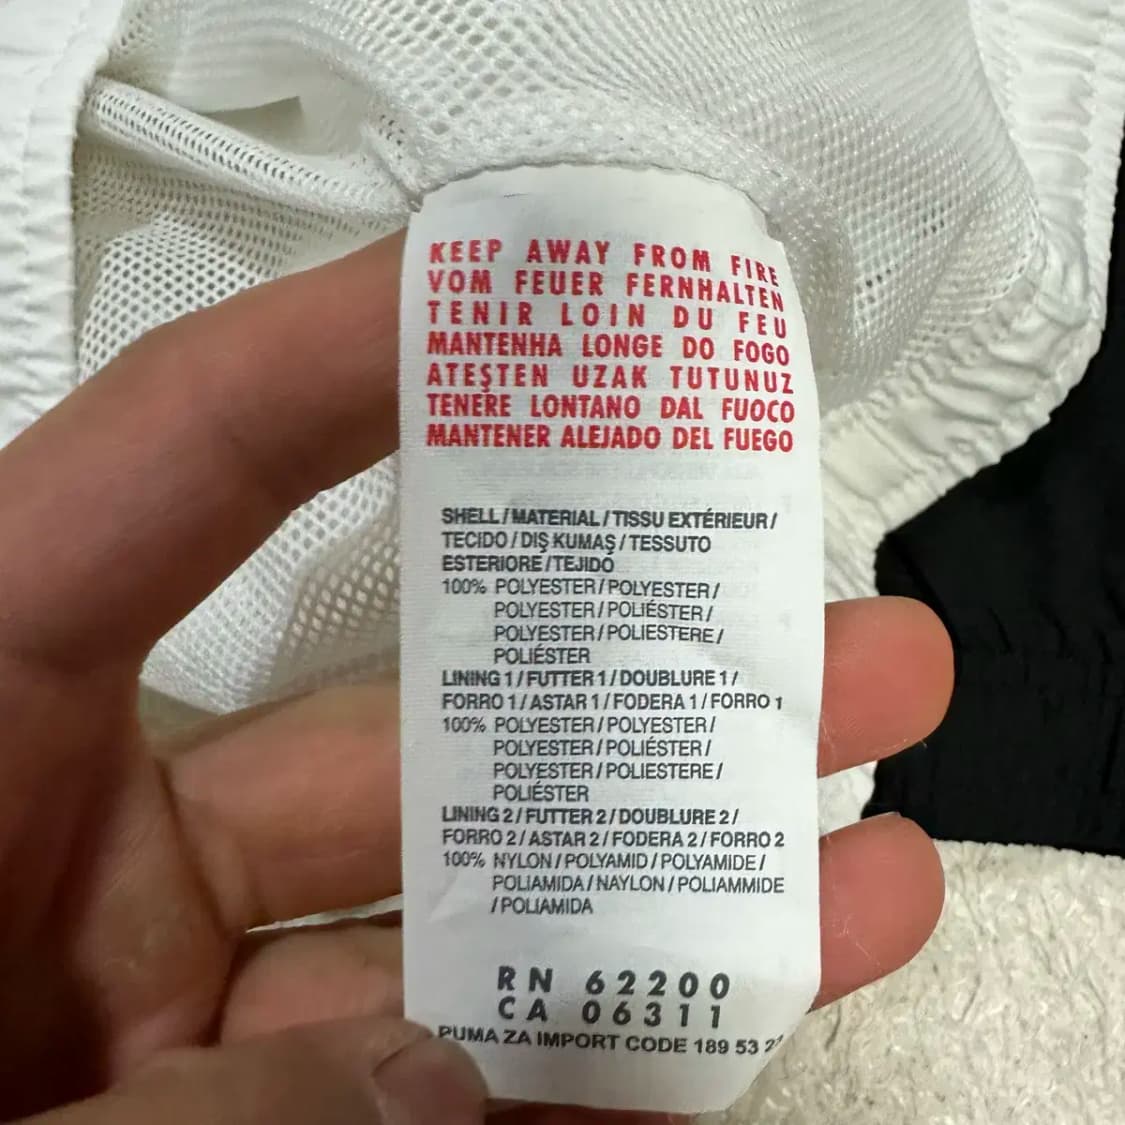 KEEP AWAY FROM FIRE
VOM FEUER FERNHALTEN
TENIR LOIN DU FEU
MANTENHA LONGE DO FOGO
ATEŞTEN UZAK TUTUNUZ
TENERE LONTANO DAL FUOCO
MANTENER ALEJADO DEL FUEGO
SHELL / MATERIAL / TISSU EXTÉRIEUR /
TECIDO / DIŞ KUMAŞ / TESSUTO
ESTERIORE / TEJIDO
100% POLYESTER / POLYESTER /
POLYESTER / POLIÉSTER /
POLYESTER / POLIESTERE /
POLIÉSTER
LINING 1 / FUTTER 1 / DOUBLURE 1 /
FORRO 1 / ASTAR 1 / FODERA 1 / FORRO 1
100% POLYESTER / POLYESTER /
POLYESTER / POLIÉSTER /
POLYESTER / POLIESTERE /
POLIÉSTER
LINING 2 / FUTTER 2 / DOUBLURE 2 /
FORRO 2 / ASTAR 2 / FODERA 2 / FORRO 2
100% NYLON / POLYAMID / POLYAMIDE /
POLIAMIDA / NAYLON / POLIAMMIDE
/ POLIAMIDA
RN 62200
CA 06311
PUMA ZA IMPORT CODE 189 53